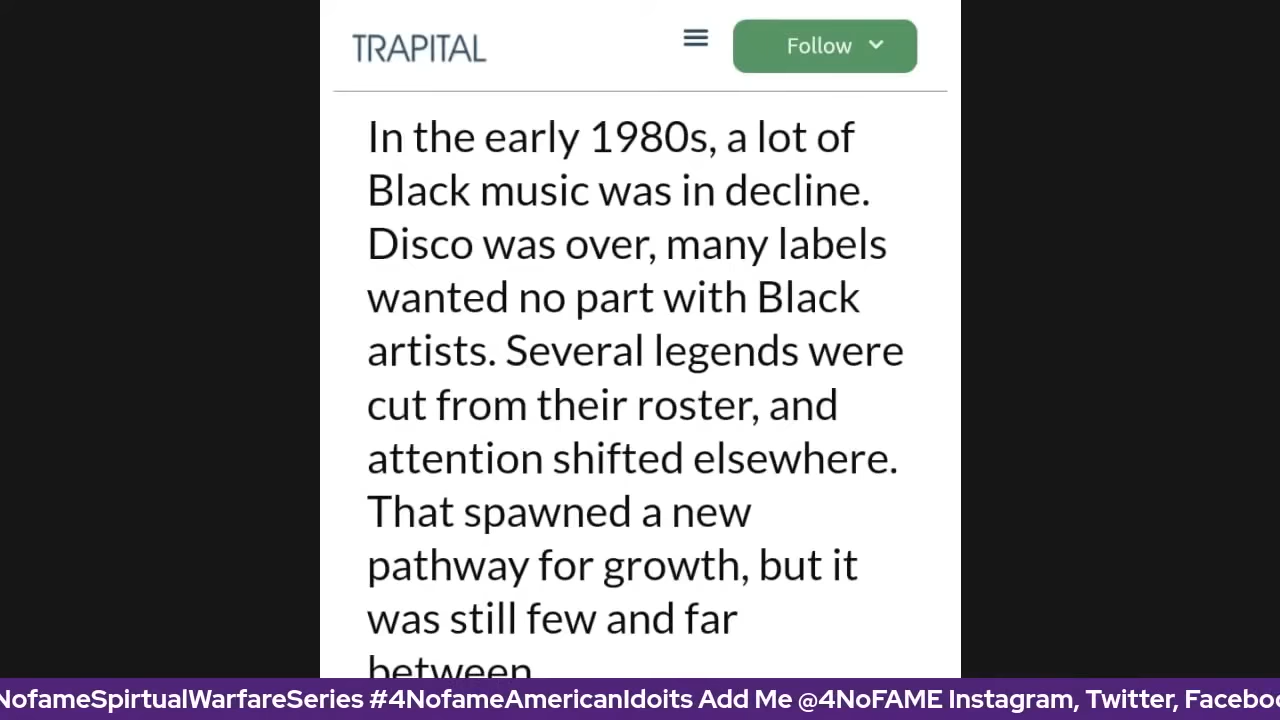 TRAPITAL
Follow
In the early 1980s, a lot of
Black music was in decline.
Disco was over, many labels
wanted no part with Black
artists. Several legends were
cut from their roster, and
attention shifted elsewhere.
That spawned a new
pathway for growth, but it
was still few and far
between
NofameSpirtualWarfareSeries #4NofameAmericanIdoits Add Me @4NoFAME Instagram, Twitter, Facebo